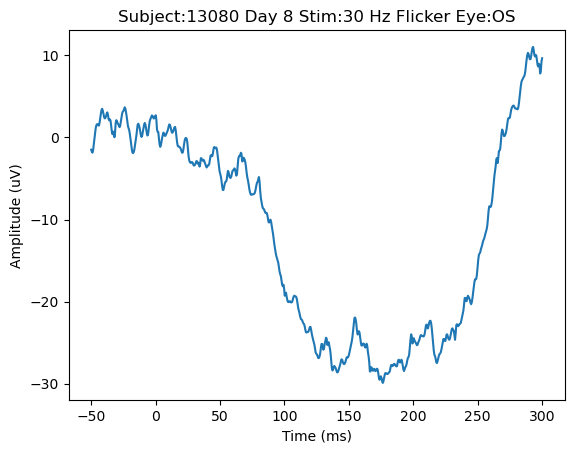 Subject:13080 Day 8 Stim:30 Hz Flicker Eye:OS
10
0
−10
−20
−30
Amplitude (uV)
−50 0 50 100 150 200 250 300
Time (ms)